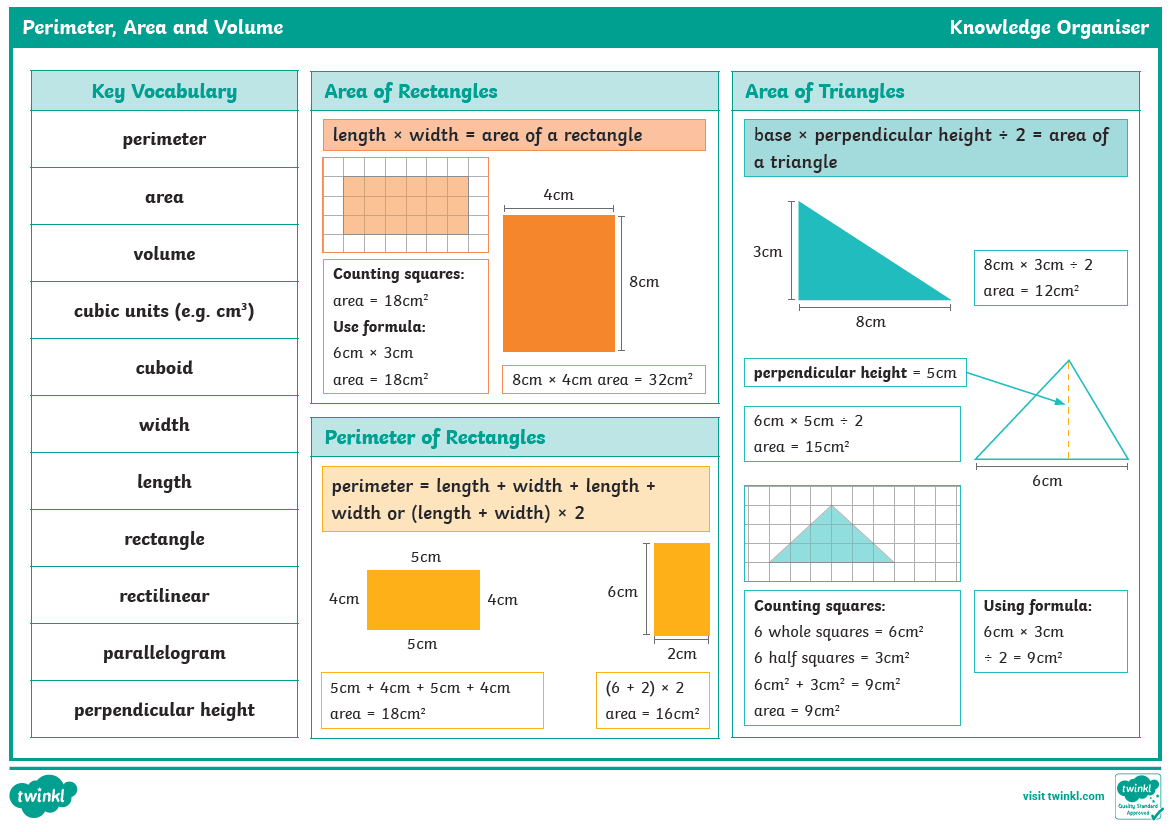 Perimeter, Area and Volume
Knowledge Organiser
Key Vocabulary
perimeter
area
volume
cubic units (e.g. cm³)
cuboid
width
length
rectangle
rectilinear
parallelogram
perpendicular height
Area of Rectangles
length × width = area of a rectangle
4cm
8cm
Counting squares:
area = 18cm²
Use formula:
6cm × 3cm
area = 18cm²
8cm × 4cm area = 32cm²
Perimeter of Rectangles
perimeter = length + width + length +
width or (length + width) × 2
5cm
4cm
4cm
5cm
6cm
2cm
5cm + 4cm + 5cm + 4cm
area = 18cm²
(6 + 2) × 2
area = 16cm²
Area of Triangles
base × perpendicular height ÷ 2 = area of
a triangle
3cm
8cm
8cm × 3cm ÷ 2
area = 12cm²
perpendicular height = 5cm
6cm × 5cm ÷ 2
area = 15cm²
6cm
Counting squares:
6 whole squares = 6cm²
6 half squares = 3cm²
6cm² + 3cm² = 9cm²
area = 9cm²
Using formula:
6cm × 3cm
÷ 2 = 9cm²
twinkl
visit twinkl.com
twinkl
Quality Standard
Approved